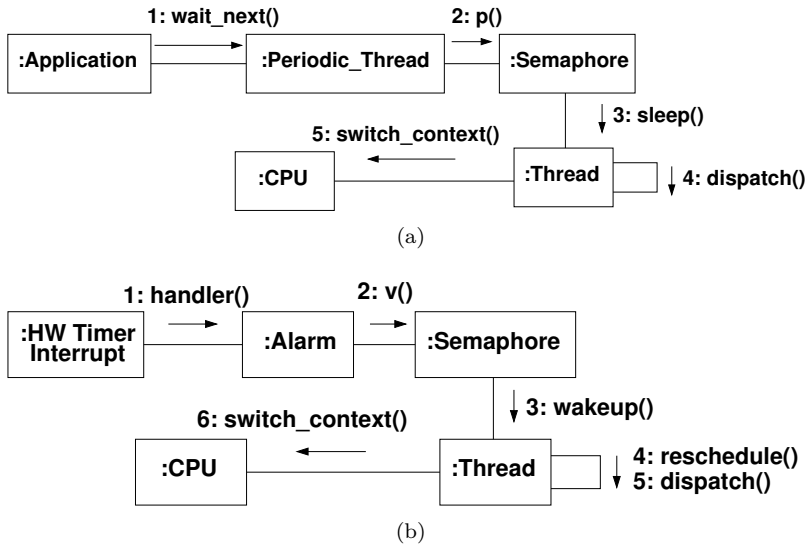 1: wait_next()
2: p()
:Application
:Periodic_Thread
:Semaphore
3: sleep()
5: switch_context()
:CPU
:Thread
4: dispatch()
(a)
1: handler()
2: v()
:HW Timer
Interrupt
:Alarm
:Semaphore
3: wakeup()
6: switch_context()
:CPU
:Thread
4: reschedule()
5: dispatch()
(b)